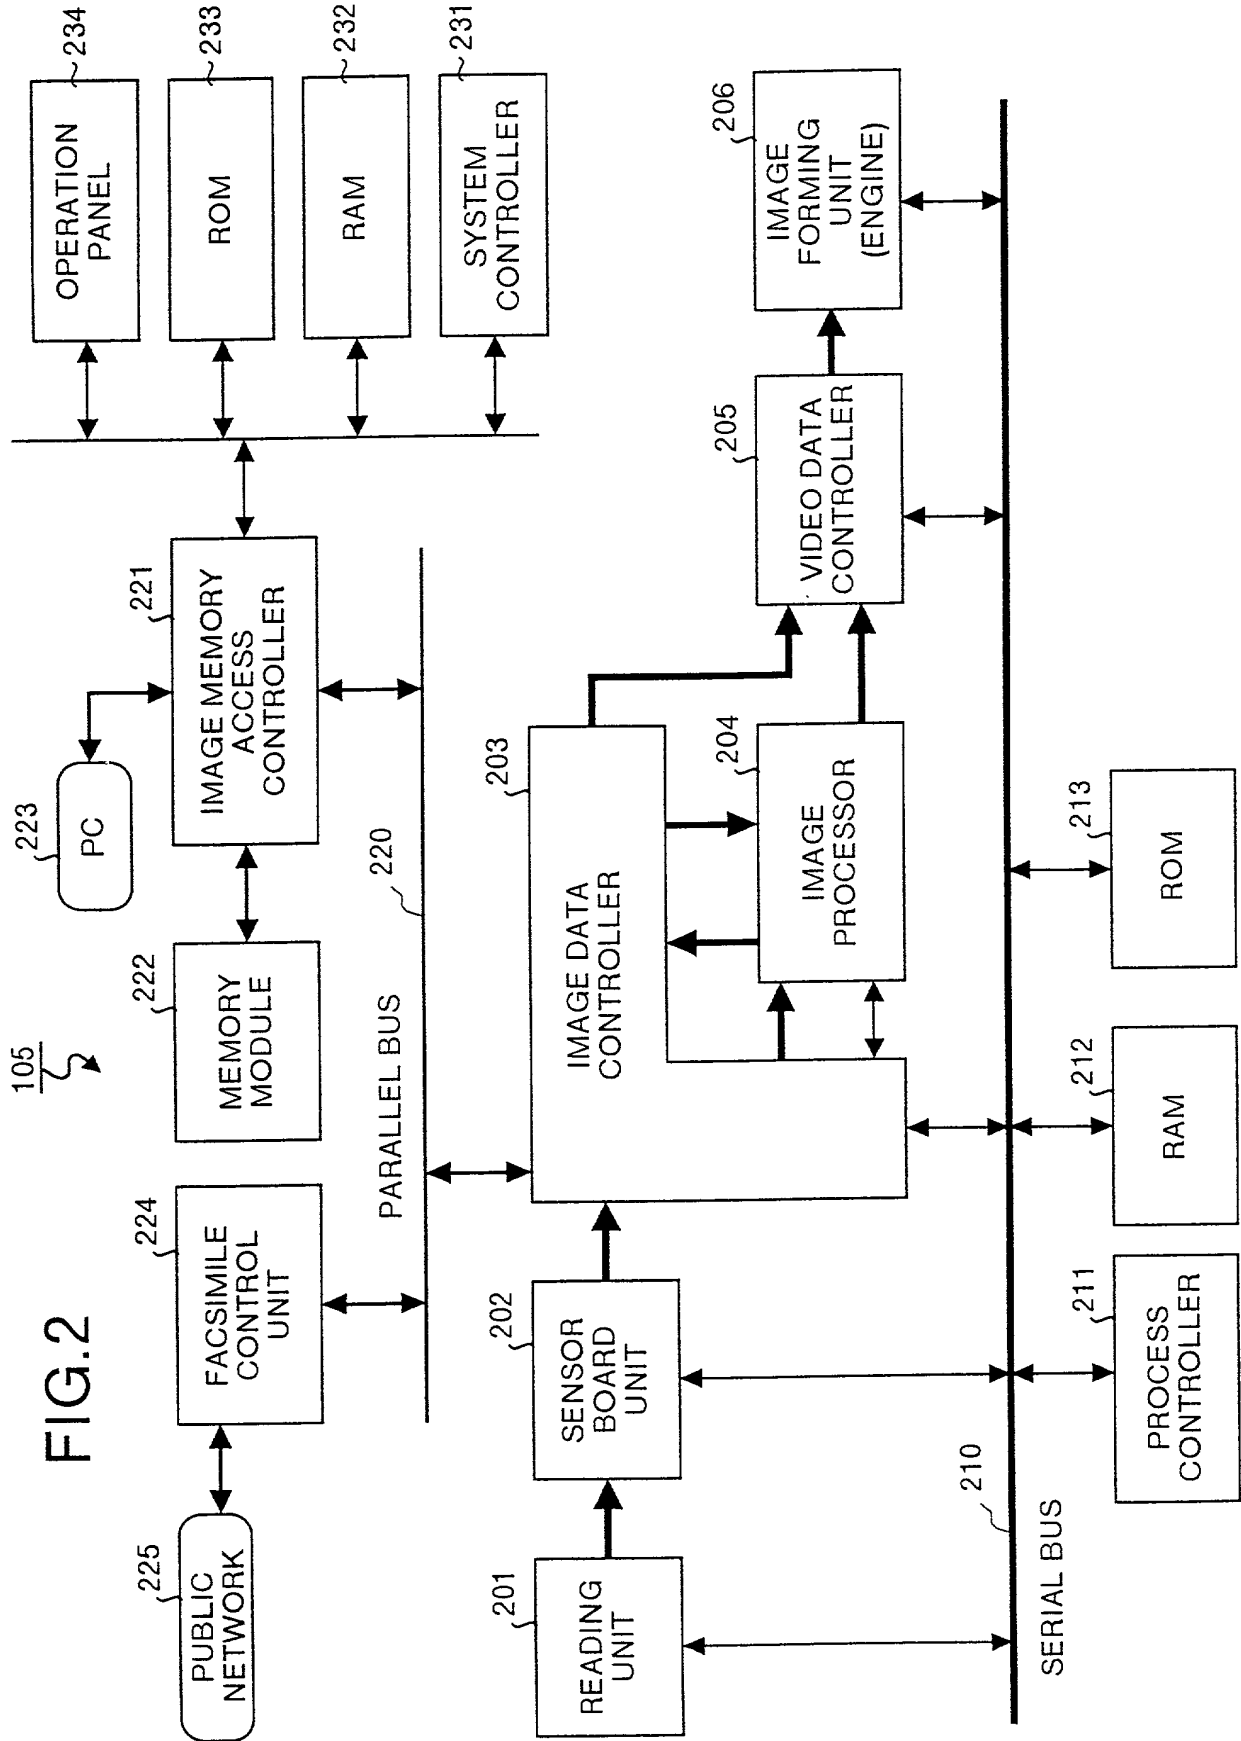 FIG.2
105
225
PUBLIC
NETWORK
224
FACSIMILE
CONTROL
UNIT
222
MEMORY
MODULE
223
PC
221
IMAGE MEMORY
ACCESS
CONTROLLER
234
OPERATION
PANEL
233
ROM
232
RAM
231
SYSTEM
CONTROLLER
PARALLEL BUS
220
201
READING
UNIT
202
SENSOR
BOARD
UNIT
203
IMAGE DATA
CONTROLLER
204
IMAGE
PROCESSOR
205
VIDEO DATA
CONTROLLER
206
IMAGE
FORMING
UNIT
(ENGINE)
SERIAL BUS
210
211
PROCESS
CONTROLLER
212
RAM
213
ROM